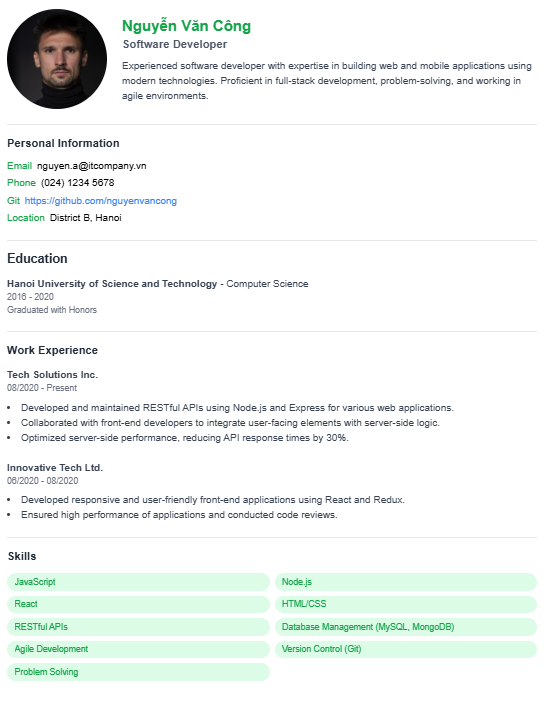 Nguyễn Văn Công
Software Developer
Experienced software developer with expertise in building web and mobile applications using
modern technologies. Proficient in full-stack development, problem-solving, and working in
agile environments.
Personal Information
Email nguyen.a@itcompany.vn
Phone (024) 1234 5678
Git https://github.com/nguyenvancong
Location District B, Hanoi
Education
Hanoi University of Science and Technology - Computer Science
2016 - 2020
Graduated with Honors
Work Experience
Tech Solutions Inc.
08/2020 - Present
• Developed and maintained RESTful APIs using Node.js and Express for various web applications.
• Collaborated with front-end developers to integrate user-facing elements with server-side logic.
• Optimized server-side performance, reducing API response times by 30%.
Innovative Tech Ltd.
06/2020 - 08/2020
• Developed responsive and user-friendly front-end applications using React and Redux.
• Ensured high performance of applications and conducted code reviews.
Skills
JavaScript
Node.js
React
HTML/CSS
RESTful APIs
Database Management (MySQL, MongoDB)
Agile Development
Version Control (Git)
Problem Solving